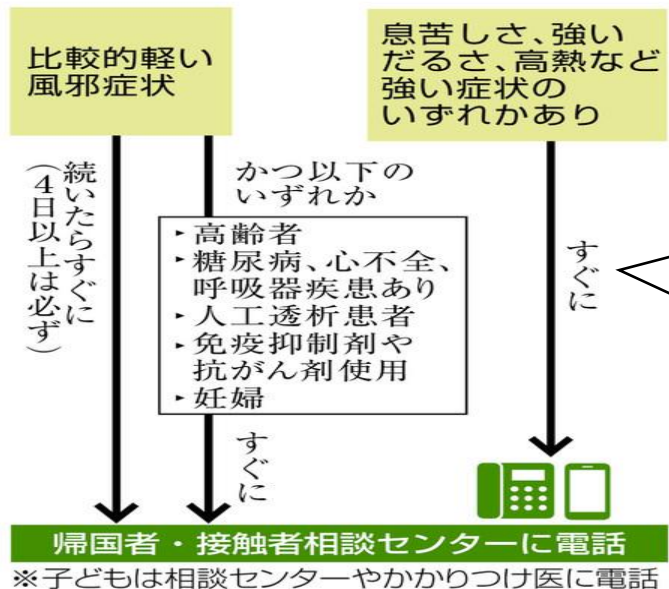 比較的軽い
風邪症状
息苦しさ、強い
だるさ、高熱など
強い症状の
いずれかあり
続いたらすぐに
(4日以上は必ず)
かつ以下の
いずれか
▸高齢者
▸糖尿病、心不全、
呼吸器疾患あり
▸人工透析患者
▸免疫抑制剤や
抗がん剤使用
▸妊婦
すぐに
すぐに
帰国者・接触者相談センターに電話
※子どもは相談センターやかかりつけ医に電話